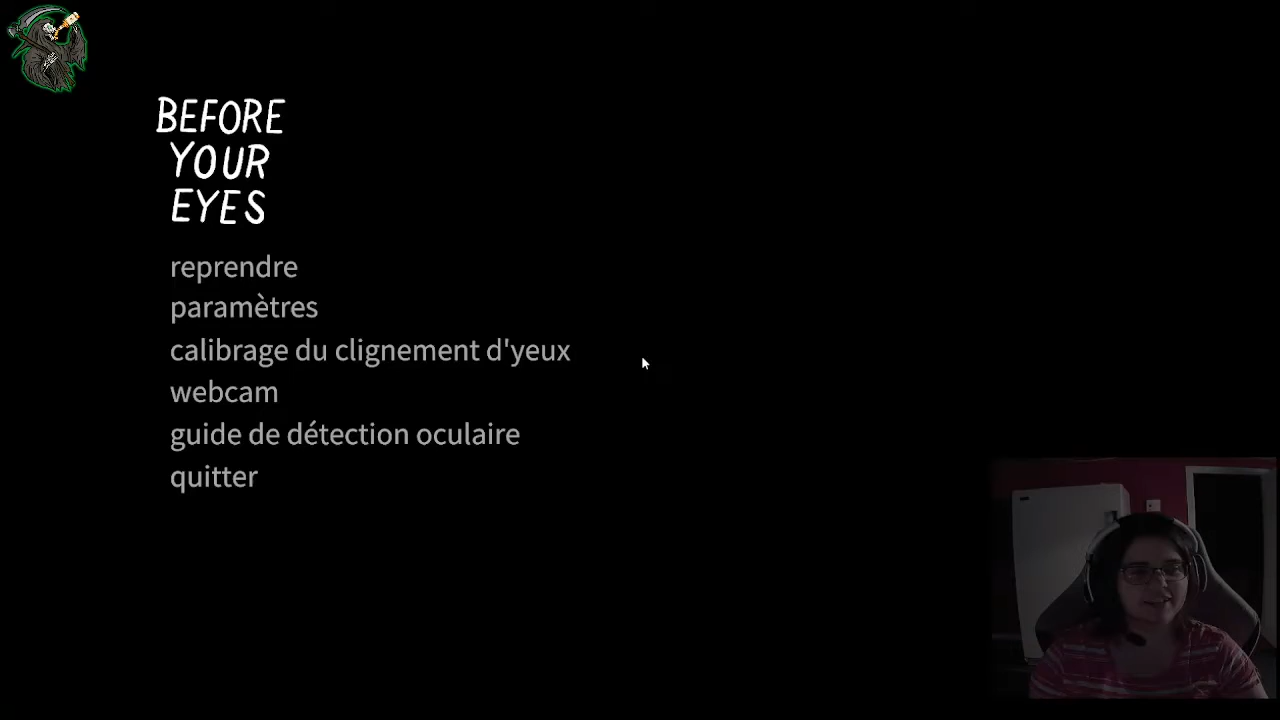 BEFORE
YOUR
EYES
reprendre
paramètres
calibrage du clignement d'yeux
webcam
guide de détection oculaire
quitter